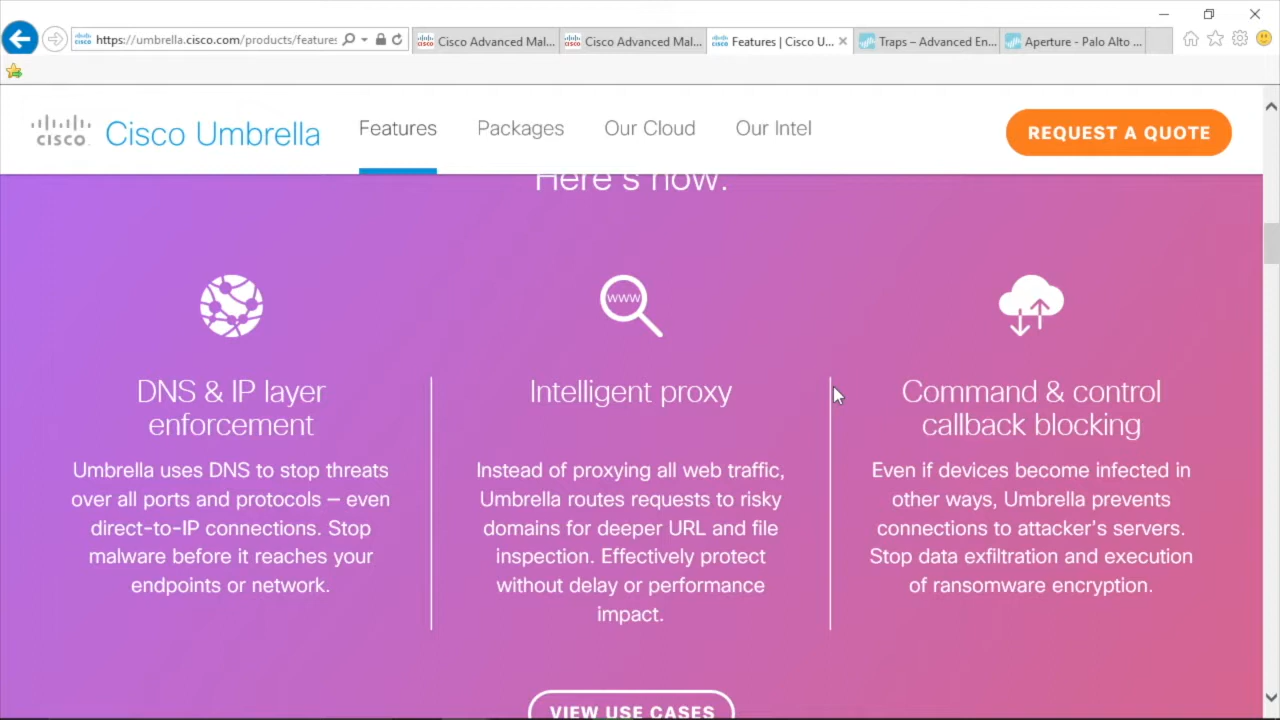 https://umbrella.cisco.com/products/features
Cisco Advanced Mal...
Cisco Advanced Mal...
Features | Cisco U...
Traps – Advanced En...
Aperture - Palo Alto ...
CISCO
Cisco Umbrella
Features
Packages
Our Cloud
Our Intel
REQUEST A QUOTE
Here's now.
www
DNS & IP layer
enforcement
Umbrella uses DNS to stop threats
over all ports and protocols – even
direct-to-IP connections. Stop
malware before it reaches your
endpoints or network.
Intelligent proxy
Instead of proxying all web traffic,
Umbrella routes requests to risky
domains for deeper URL and file
inspection. Effectively protect
without delay or performance
impact.
Command & control
callback blocking
Even if devices become infected in
other ways, Umbrella prevents
connections to attacker's servers.
Stop data exfiltration and execution
of ransomware encryption.
VIEW USE CASES